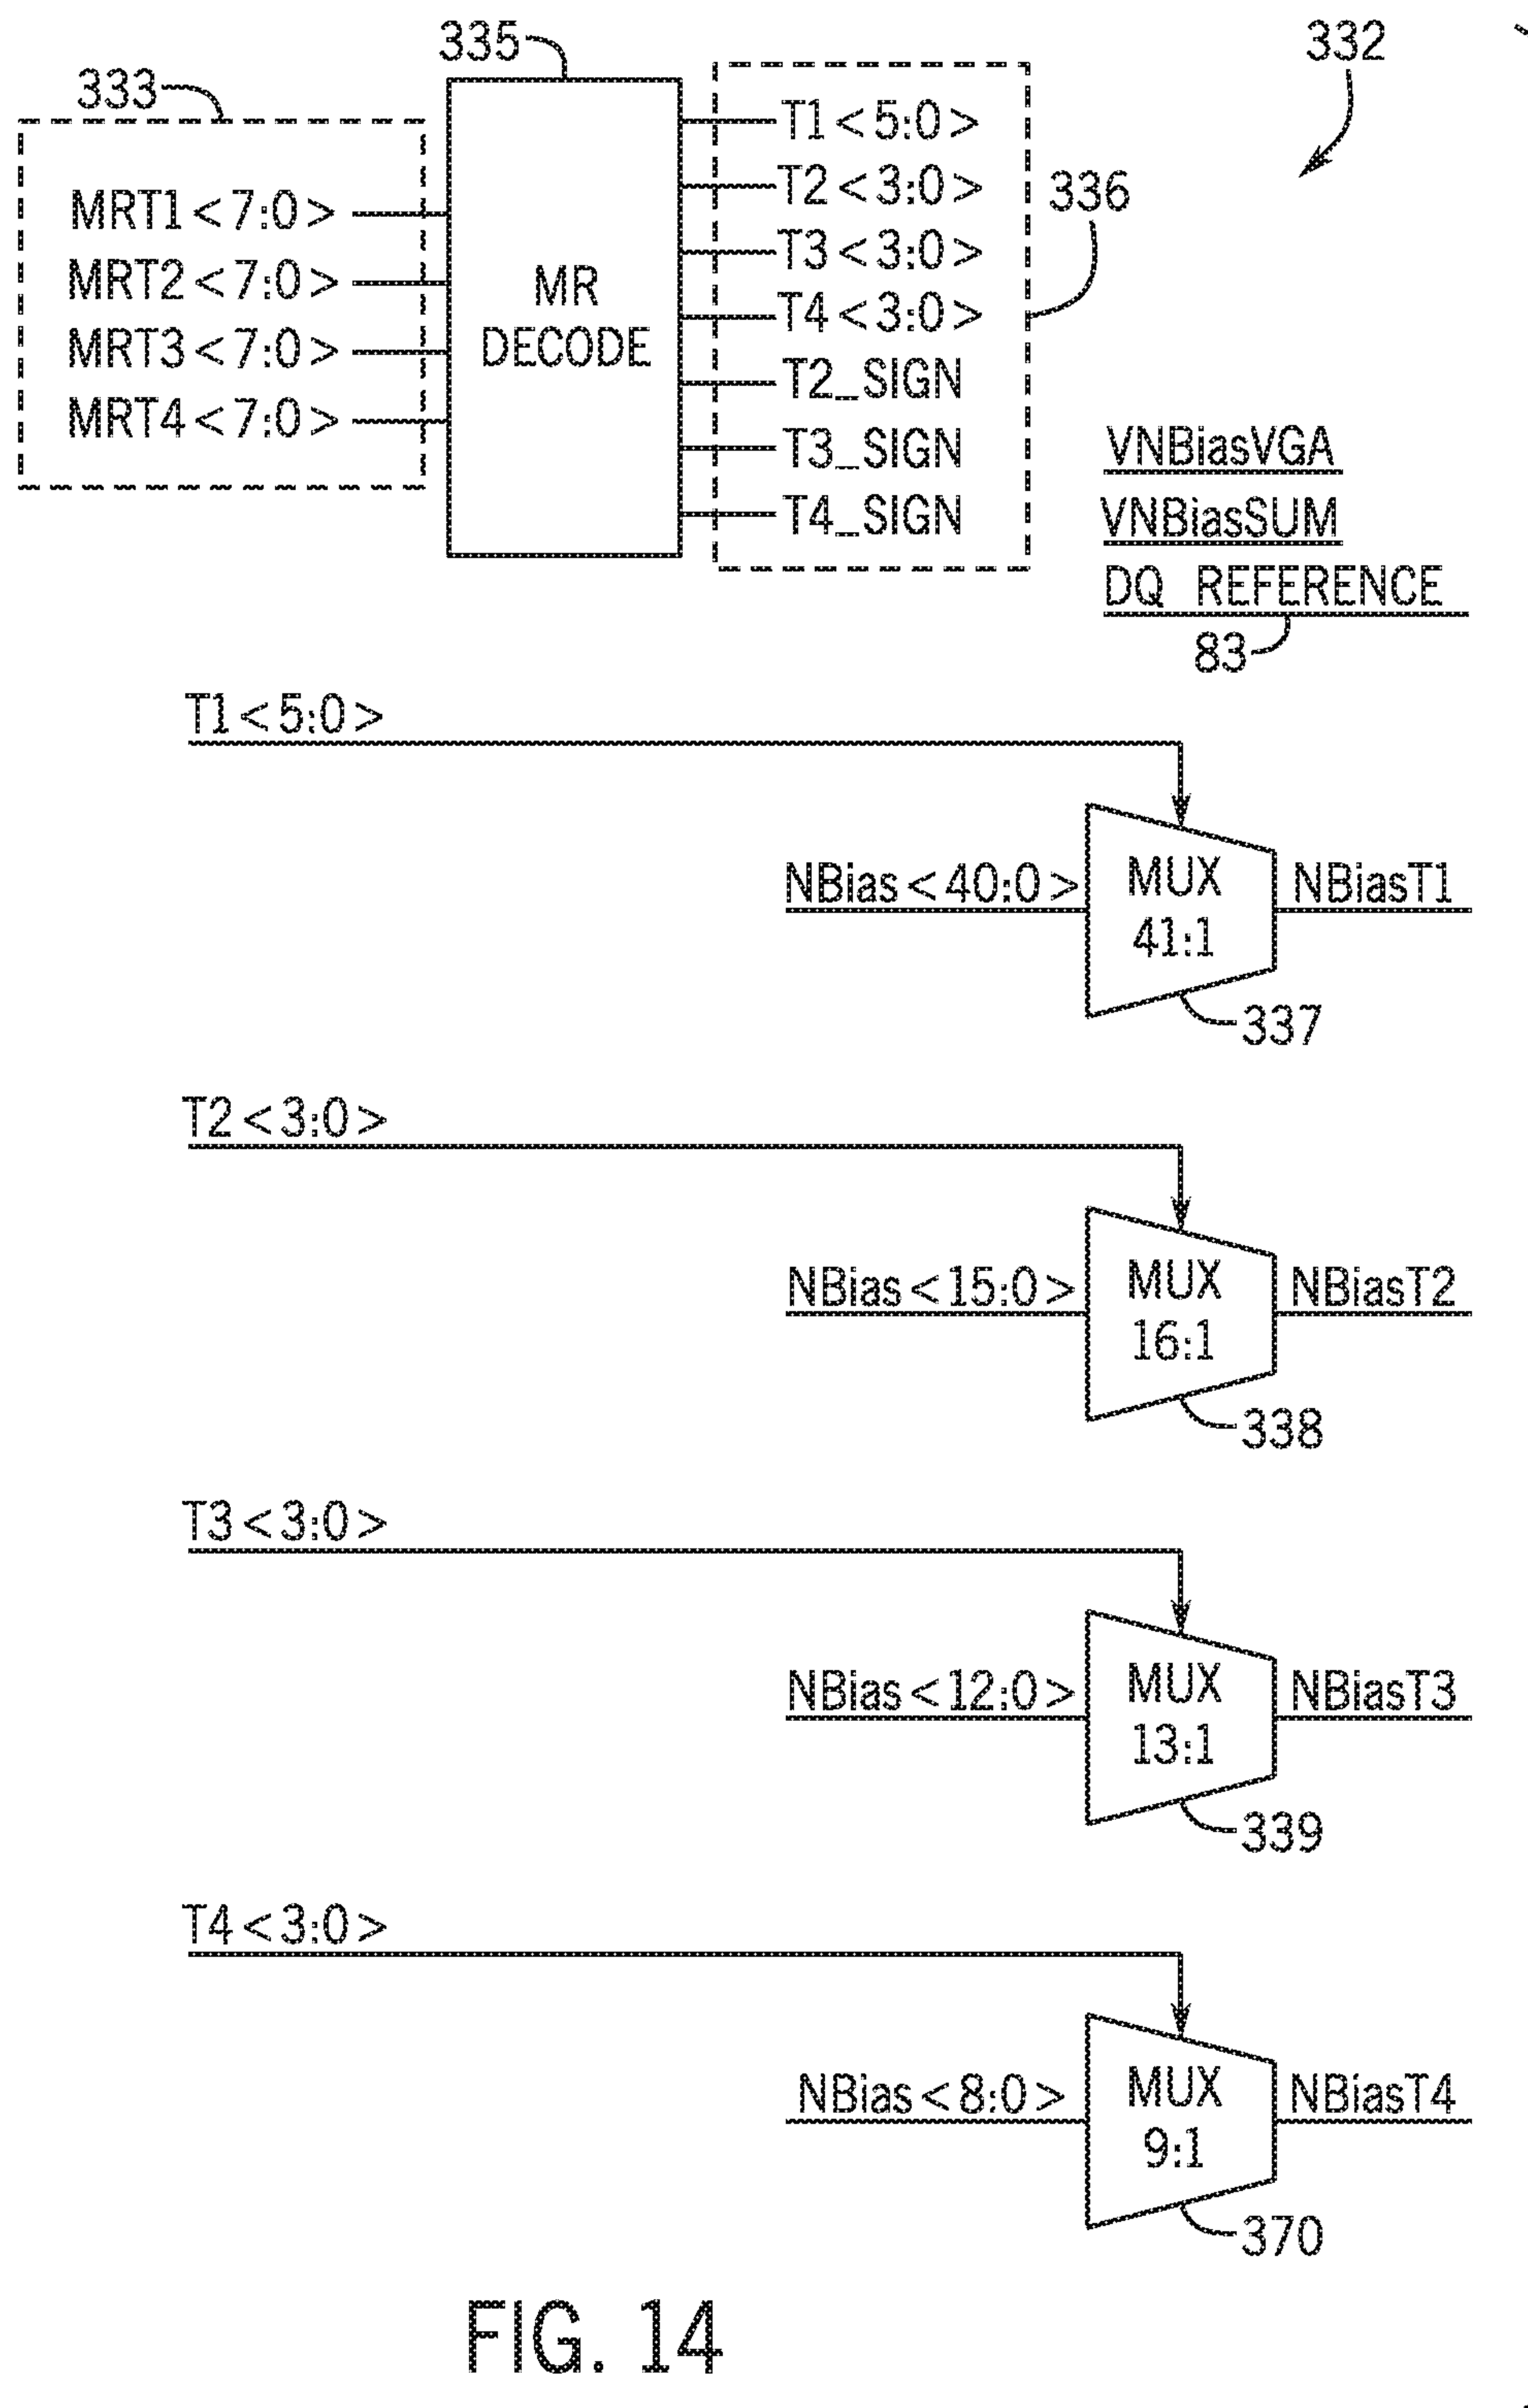 335
332
333
T1<5:0>
T2<3:0>
336
MRT1<7:0>
T3<3:0>
MRT2<7:0>
MR
DECODE
T4<3:0>
MRT3<7:0>
T2_SIGN
MRT4<7:0>
T3_SIGN
T4_SIGN
VNBiasVGA
VNBiasSUM
DQ REFERENCE
83
T1<5:0>
NBias<40:0>
MUX
41:1
NBiasT1
337
T2<3:0>
NBias<15:0>
MUX
16:1
NBiasT2
338
T3<3:0>
NBias<12:0>
MUX
13:1
NBiasT3
339
T4<3:0>
NBias<8:0>
MUX
9:1
NBiasT4
370
FIG. 14